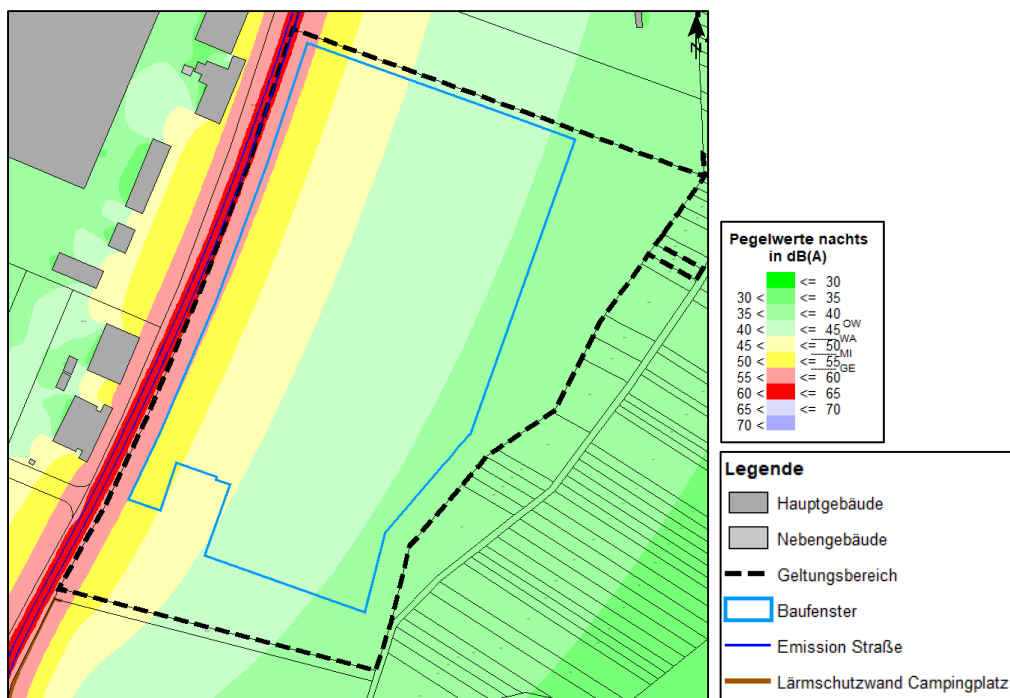 N
Pegelwerte nachts
in dB(A)
<= 30
30 < <= 35
35 < <= 40
40 < <= 45 OW
45 < <= 50 WA
50 < <= 55 MI
55 < <= 60 GE
60 < <= 65
65 < <= 70
70 <
Legende
Hauptgebäude
Nebengebäude
Geltungsbereich
Baufenster
Emission Straße
Lärmschutzwand Campingplatz